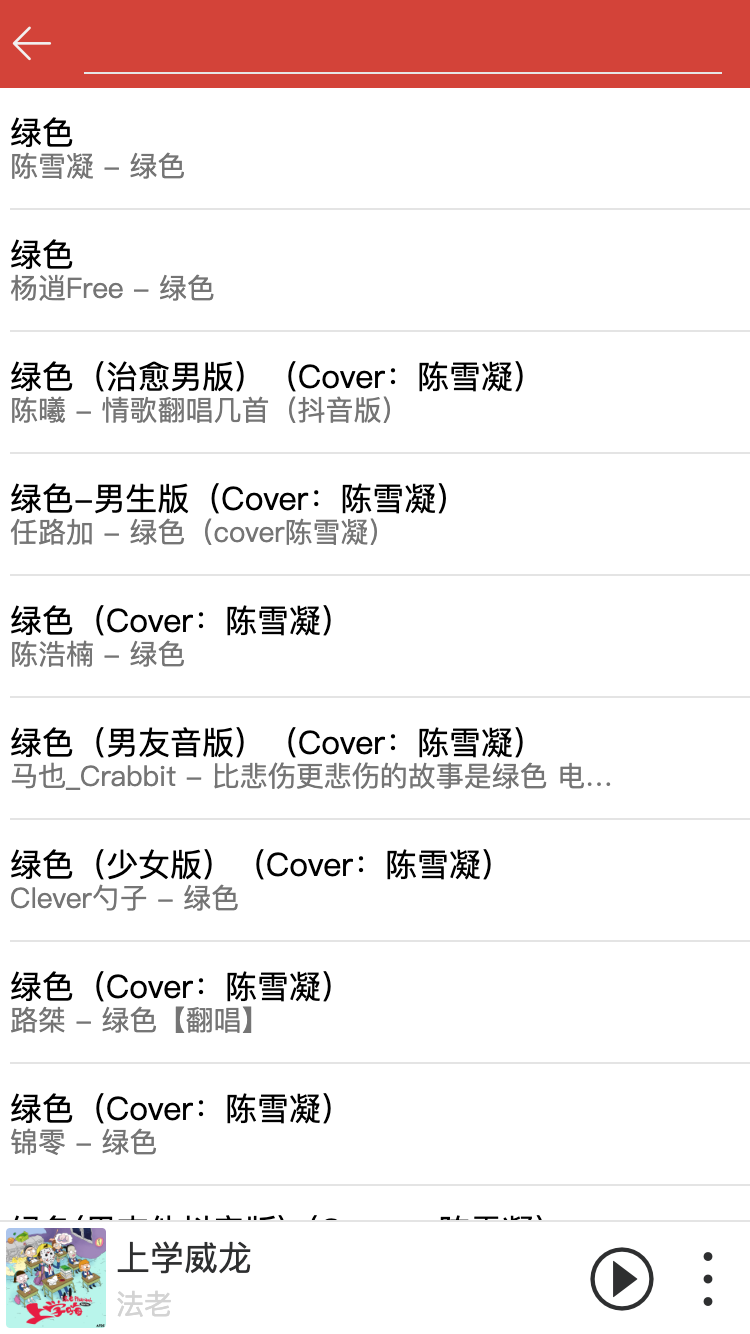 绿色
陈雪凝 – 绿色
绿色
杨逍Free – 绿色
绿色（治愈男版）（Cover：陈雪凝）
陈曦 – 情歌翻唱几首（抖音版）
绿色–男生版（Cover：陈雪凝）
任路加 – 绿色（cover陈雪凝）
绿色（Cover：陈雪凝）
陈浩楠 – 绿色
绿色（男友音版）（Cover：陈雪凝）
马也_Crabbit – 比悲伤更悲伤的故事是绿色 电...
绿色（少女版）（Cover：陈雪凝）
Clever勺子 – 绿色
绿色（Cover：陈雪凝）
路桀 – 绿色【翻唱】
绿色（Cover：陈雪凝）
锦零 – 绿色
上学威龙
法老